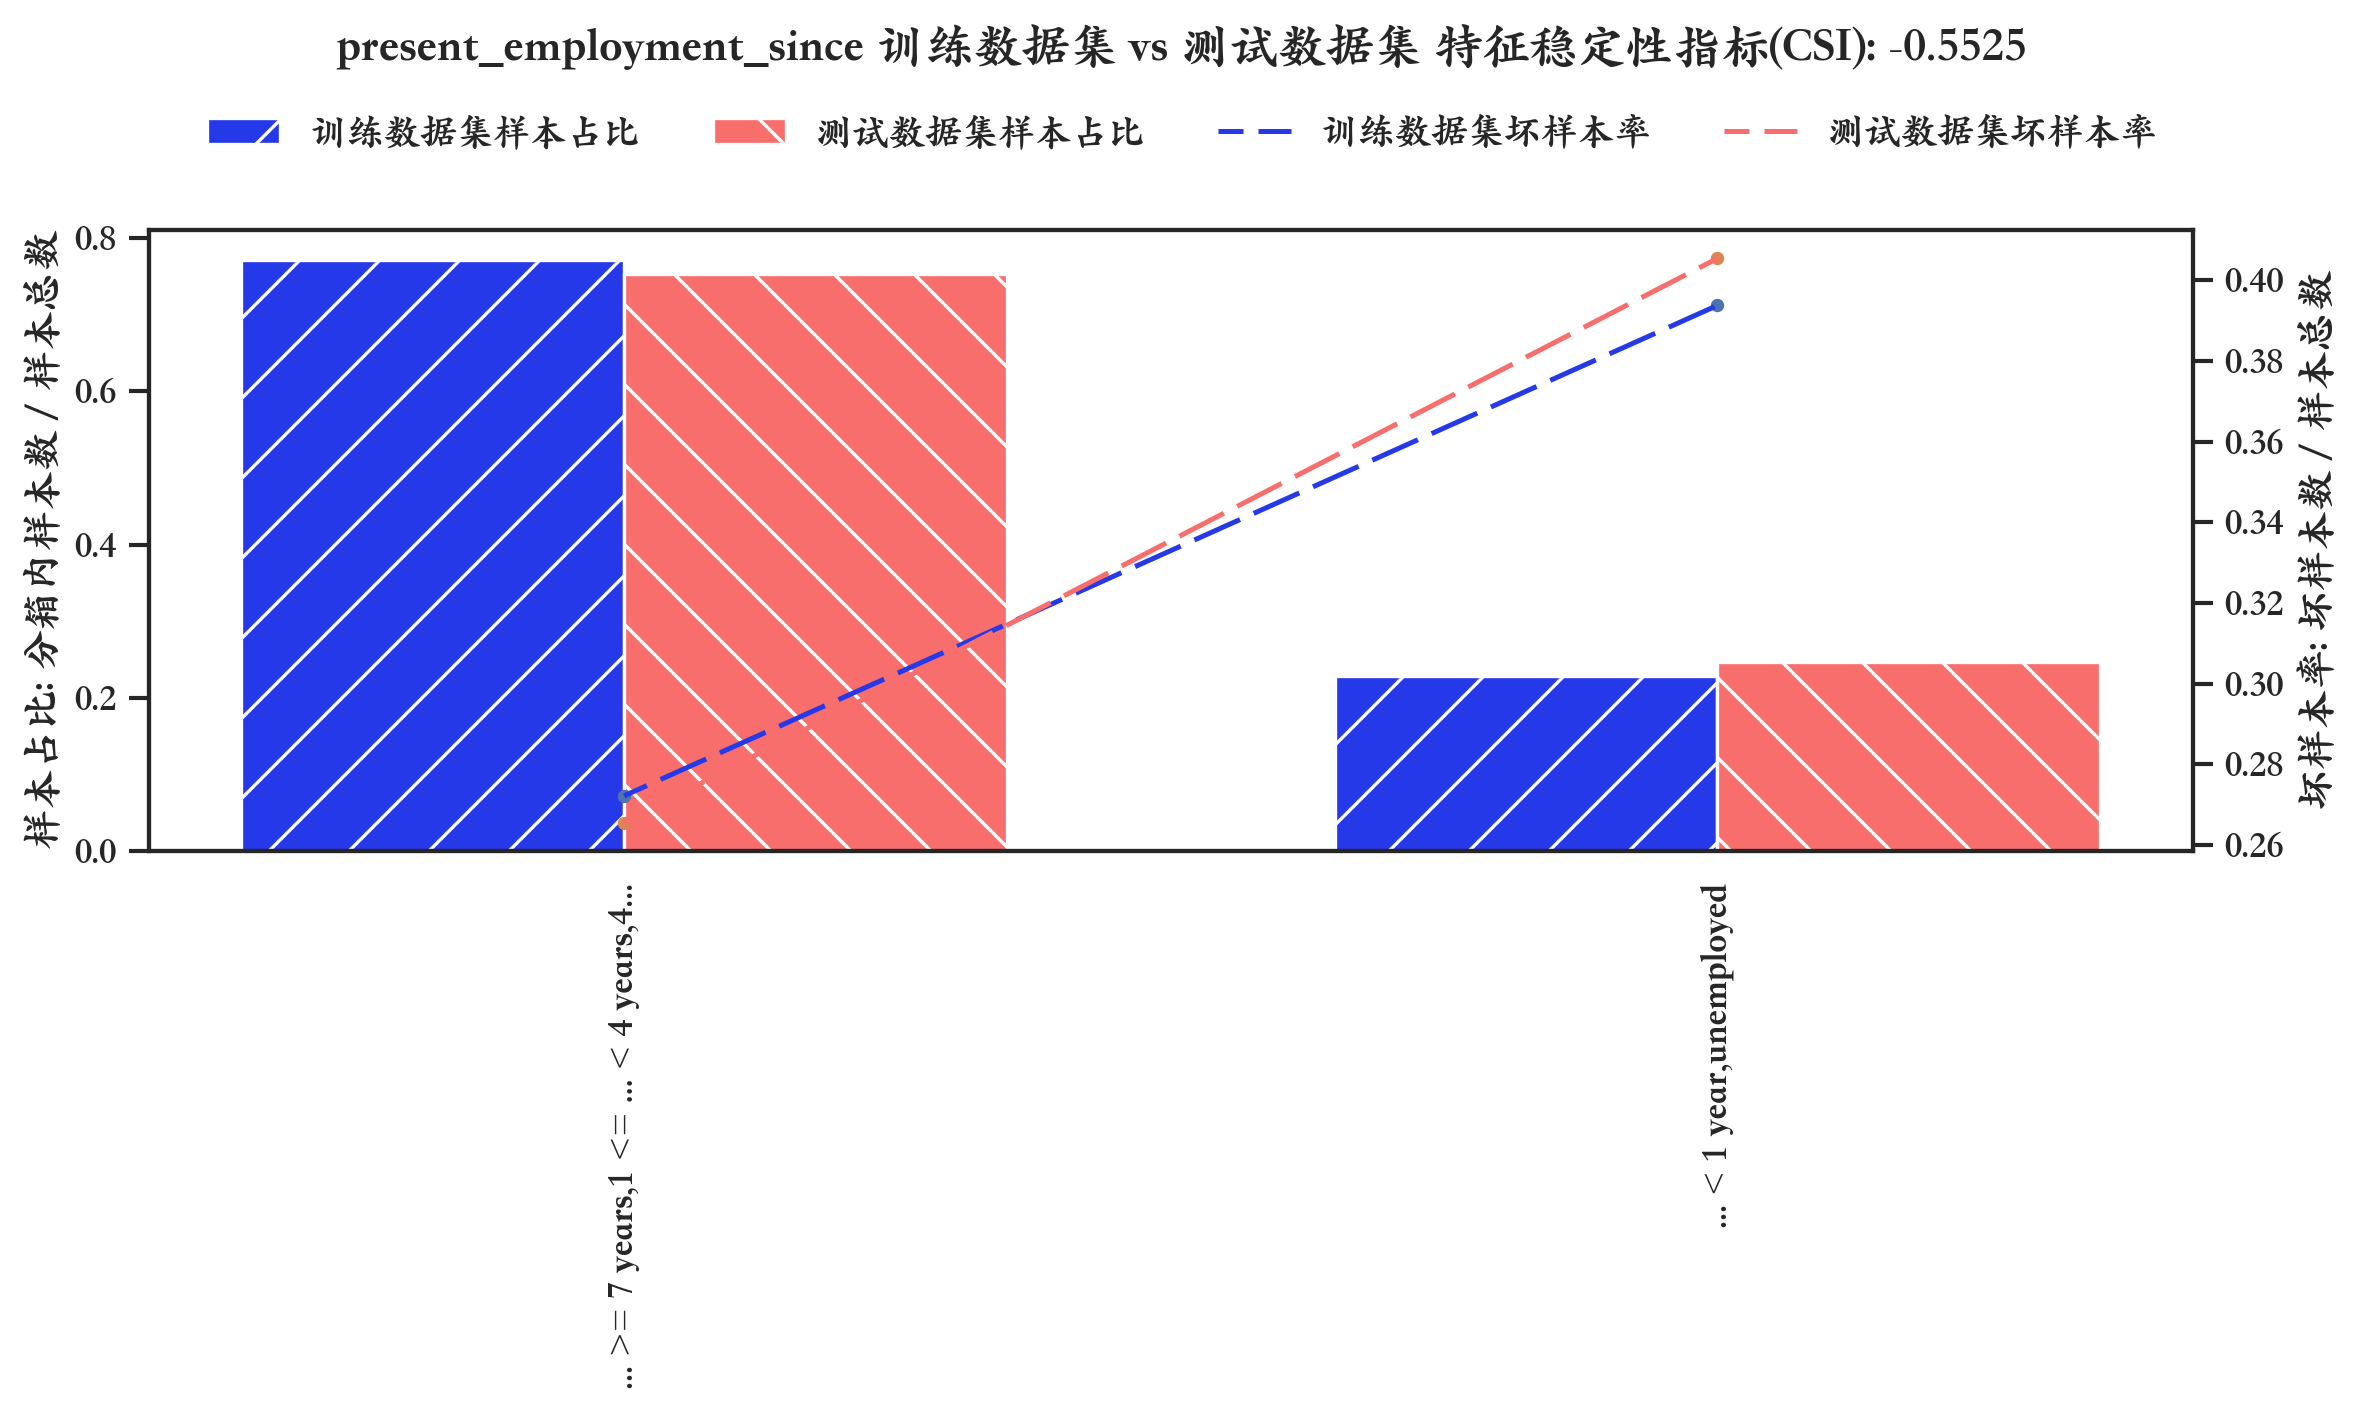 present_employment_since 训练数据集 vs 测试数据集 特征稳定性指标(CSI): -0.5525
训练数据集样本占比 测试数据集样本占比 训练数据集坏样本率 测试数据集坏样本率
样本占比: 分箱内样本数 / 样本总数
0.8
0.6
0.4
0.2
0.0
0.40
0.38
0.36
0.34
0.32
0.30
0.28
0.26
坏样本率: 坏样本数 / 样本总数
... >= 7 years,1 <= ... < 4 years,4...
... < 1 year,unemployed